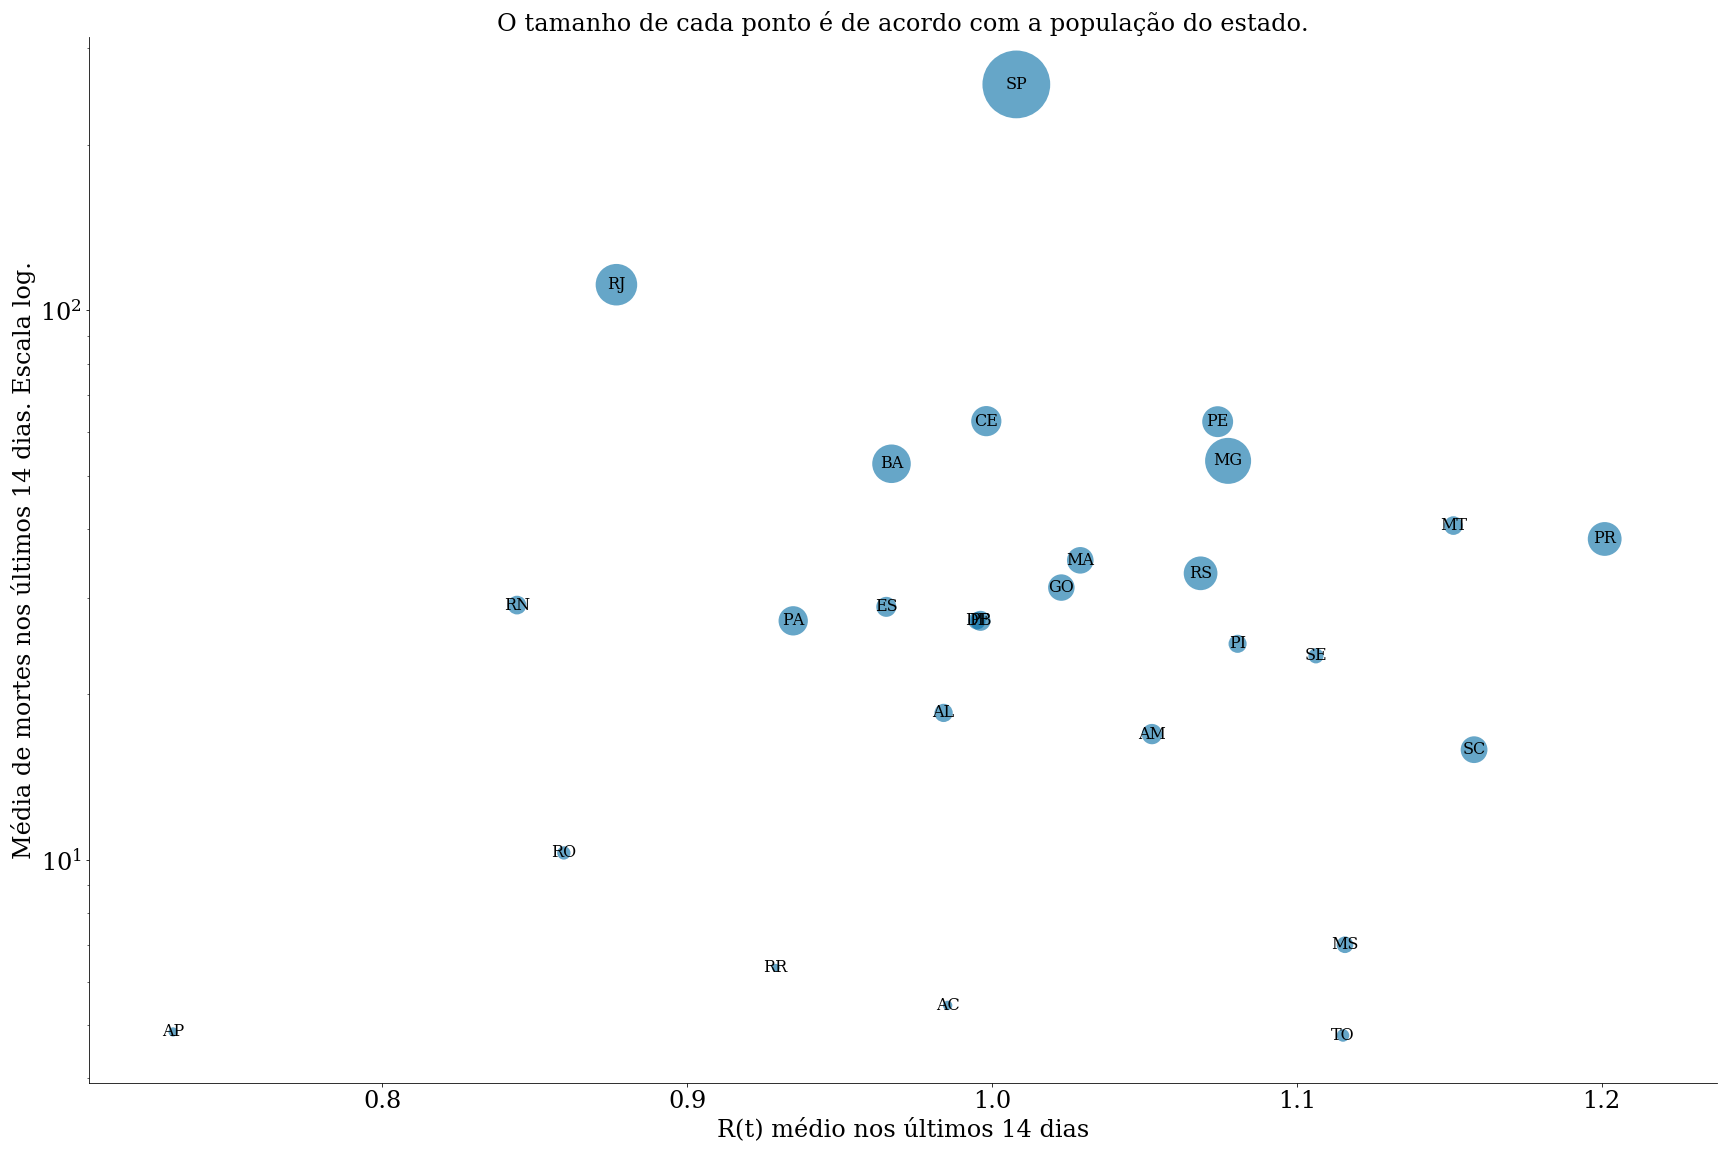 O tamanho de cada ponto é de acordo com a população do estado.
SP
RJ
10²
CE
PE
BA
MG
MT
PR
MA
RS
GO
RN
ES
PA
PB
PI
SE
AL
AM
SC
RO
10¹
MS
RR
AC
AP
TO
0.8
0.9
1.0
1.1
1.2
R(t) médio nos últimos 14 dias
Média de mortes nos últimos 14 dias. Escala log.